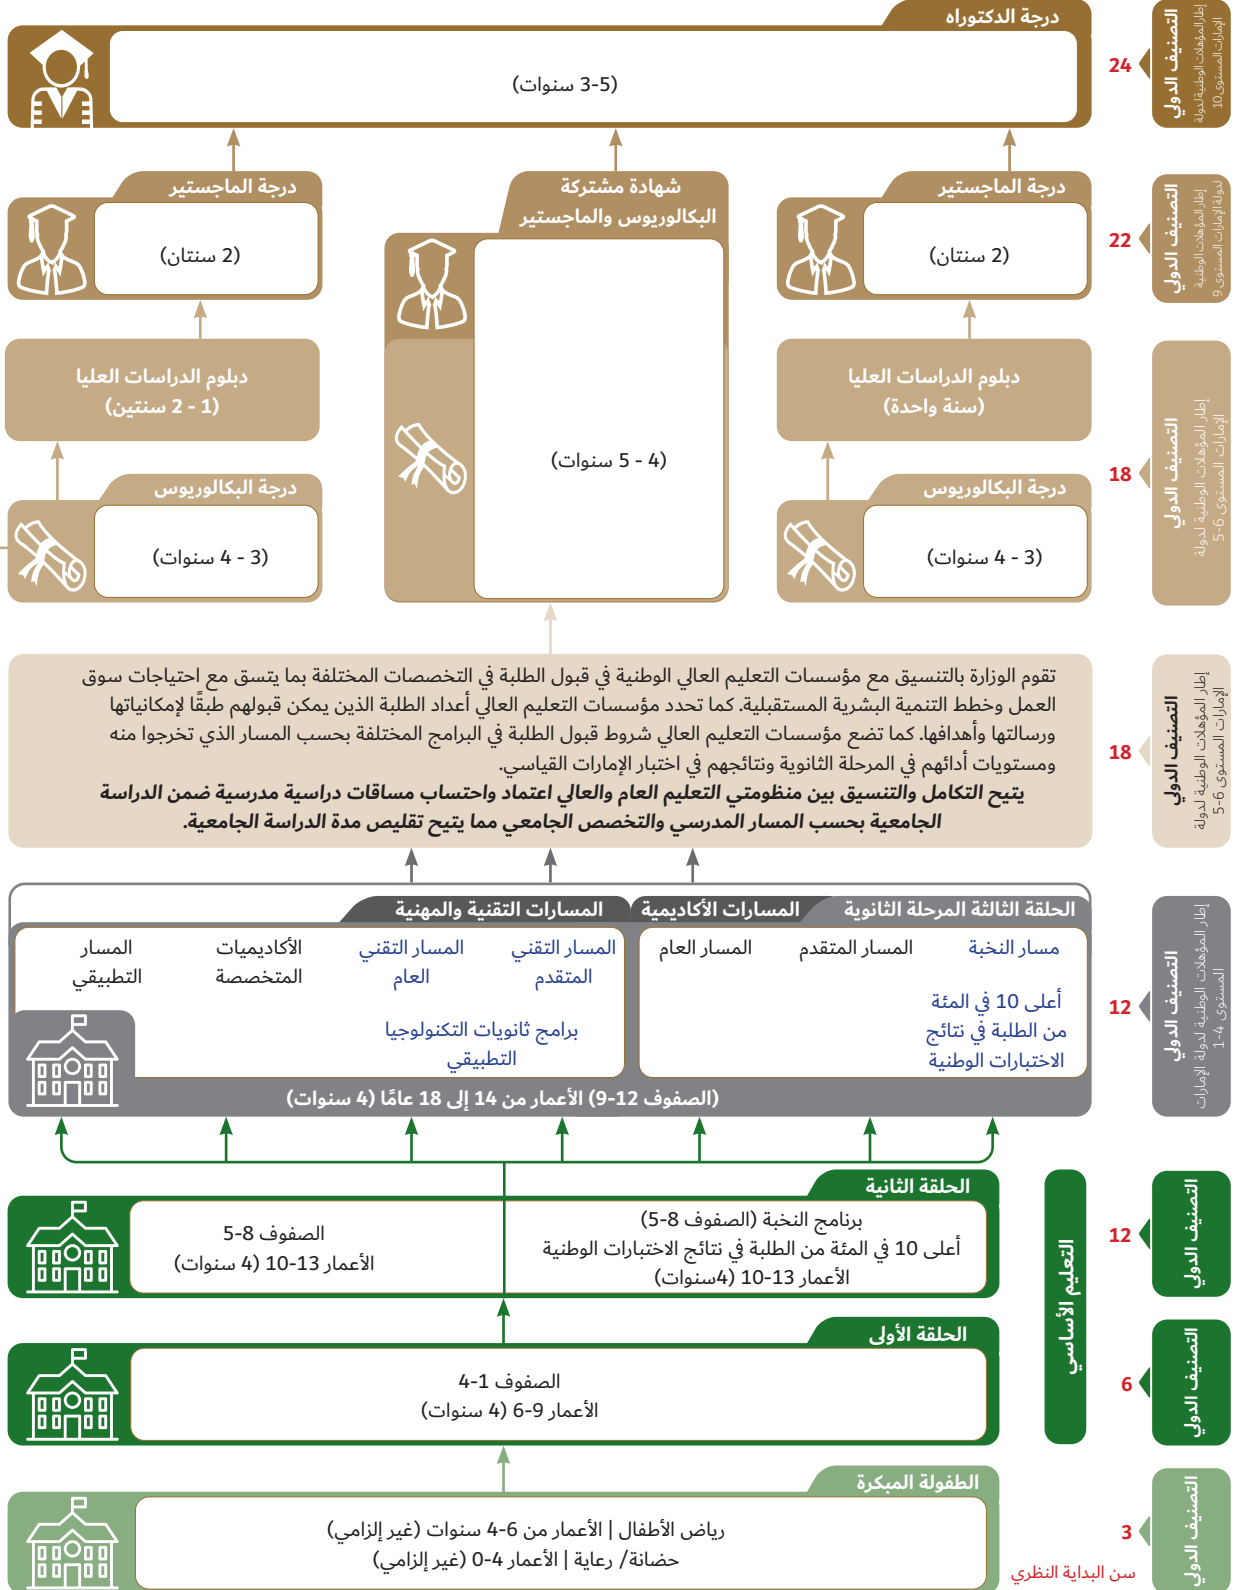 درجة الدكتوراه
(3-5 سنوات)
24
التصنيف الدولي
إطار المؤهلات الوطنية لدولة
الإمارات المستوى 10
درجة الماجستير
(2 سنتان)
شهادة مشتركة
البكالوريوس والماجستير
(4 - 5 سنوات)
درجة الماجستير
(2 سنتان)
22
التصنيف الدولي
إطار المؤهلات الوطنية
لدولة الإمارات المستوى 9
دبلوم الدراسات العليا
(سنة واحدة)
دبلوم الدراسات العليا
(1 - 2 سنتين)
درجة البكالوريوس
(3 - 4 سنوات)
درجة البكالوريوس
(3 - 4 سنوات)
18
التصنيف الدولي
إطار المؤهلات الوطنية لدولة
الإمارات المستوى 6-5
تقوم الوزارة بالتنسيق مع مؤسسات التعليم العالي الوطنية في قبول الطلبة في التخصصات المختلفة بما يتسق مع احتياجات سوق
العمل وخطط التنمية البشرية المستقبلية. كما تحدد مؤسسات التعليم العالي أعداد الطلبة الذين يمكن قبولهم طبقًا لإمكانياتها
ورسالتها وأهدافها. كما تضع مؤسسات التعليم العالي شروط قبول الطلبة في البرامج المختلفة بحسب المسار الذي تخرجوا منه
ومستويات أدائهم في المرحلة الثانوية ونتائجهم في اختبار الإمارات القياسي.
يتيح التكامل والتنسيق بين منظومتي التعليم العام والعالي اعتماد واحتساب مساقات دراسية مدرسية ضمن الدراسة
الجامعية بحسب المسار المدرسي والتخصص الجامعي مما يتيح تقليص مدة الدراسة الجامعية.
18
التصنيف الدولي
إطار المؤهلات الوطنية لدولة
الإمارات المستوى 6-5
الحلقة الثالثة المرحلة الثانوية
المسارات الأكاديمية
المسارات التقنية والمهنية
مسار النخبة
أعلى 10 في المئة
من الطلبة في نتائج
الاختبارات الوطنية
المسار المتقدم
المسار العام
المسار التقني
المتقدم
المسار التقني
العام
برامج ثانويات التكنولوجيا
التطبيقي
الأكاديميات
المتخصصة
المسار
التطبيقي
(الصفوف 12-9) الأعمار من 14 إلى 18 عامًا (4 سنوات)
12
التصنيف الدولي
إطار المؤهلات الوطنية لدولة الإمارات
المستوى 4-1
الحلقة الثانية
برنامج النخبة (الصفوف 8-5)
أعلى 10 في المئة من الطلبة في نتائج الاختبارات الوطنية
الأعمار 13-10 (4سنوات)
الصفوف 8-5
الأعمار 13-10 (4 سنوات)
12
التصنيف الدولي
التعليم الأساسي
الحلقة الأولى
الصفوف 1-4
الأعمار 9-6 (4 سنوات)
6
التصنيف الدولي
الطفولة المبكرة
رياض الأطفال | الأعمار من 6-4 سنوات (غير إلزامي)
حضانة/ رعاية | الأعمار 4-0 (غير إلزامي)
3
سن البداية النظري
التصنيف الدولي